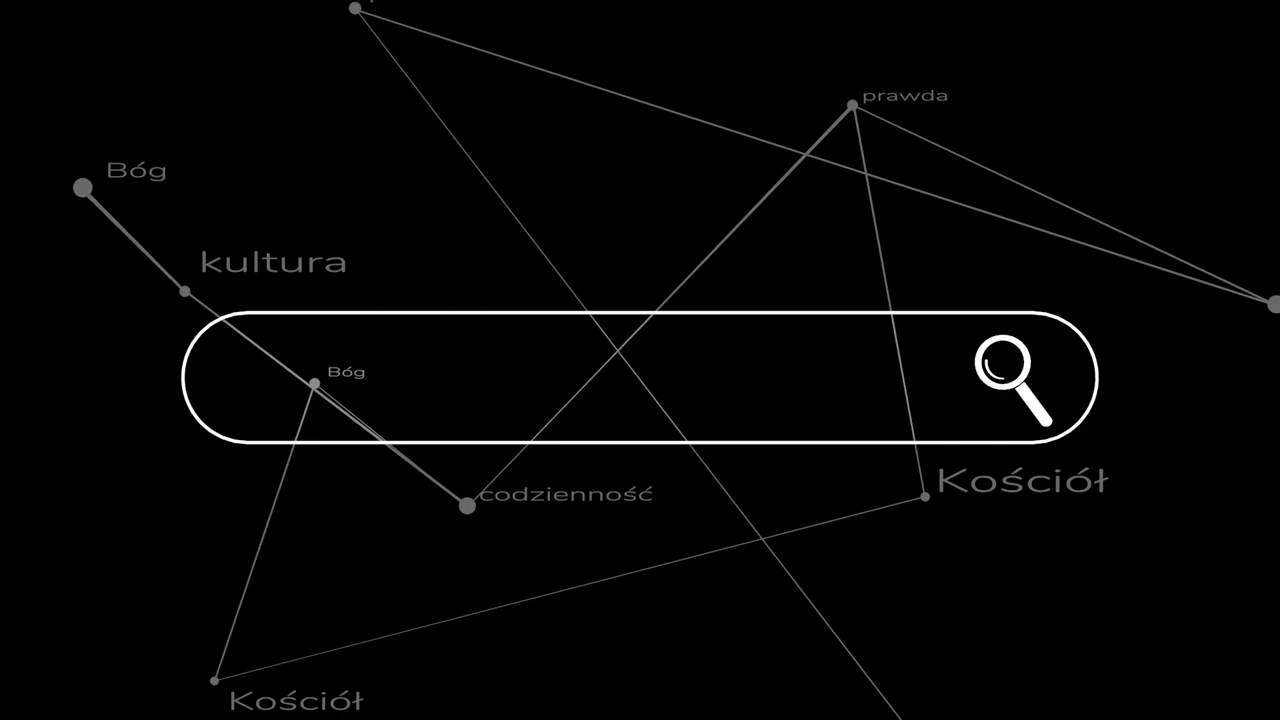 prawda
Bóg
kultura
Bóg
Kościół
codzienność
Kościół